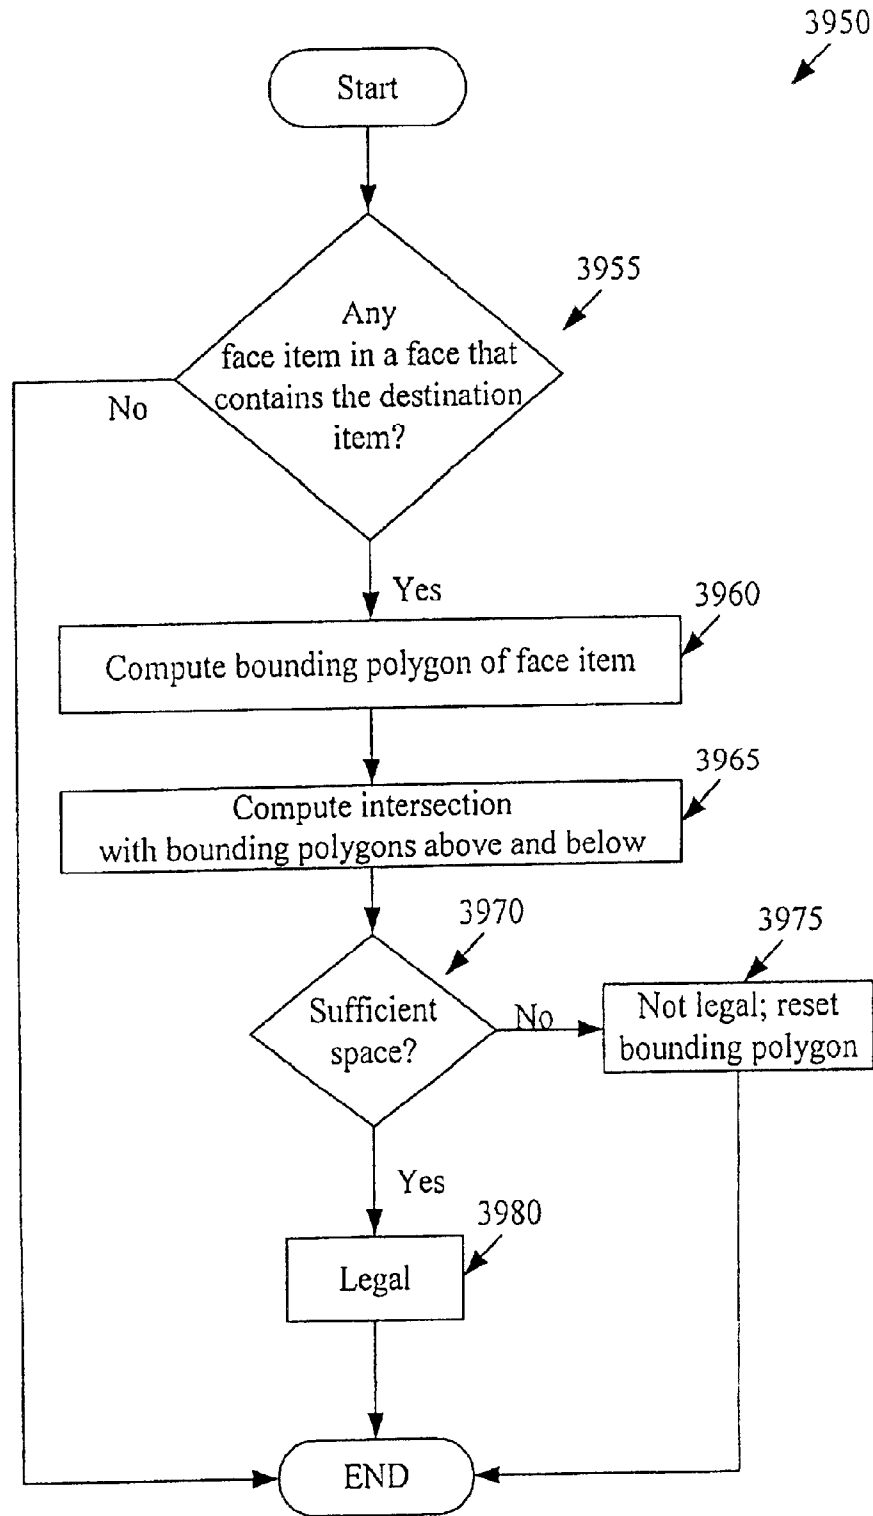 3950
Start
3955
Any
face item in a face that
contains the destination
item?
No
Yes
3960
Compute bounding polygon of face item
3965
Compute intersection
with bounding polygons above and below
3970
3975
Sufficient
space?
No
Not legal; reset
bounding polygon
Yes
3980
Legal
END